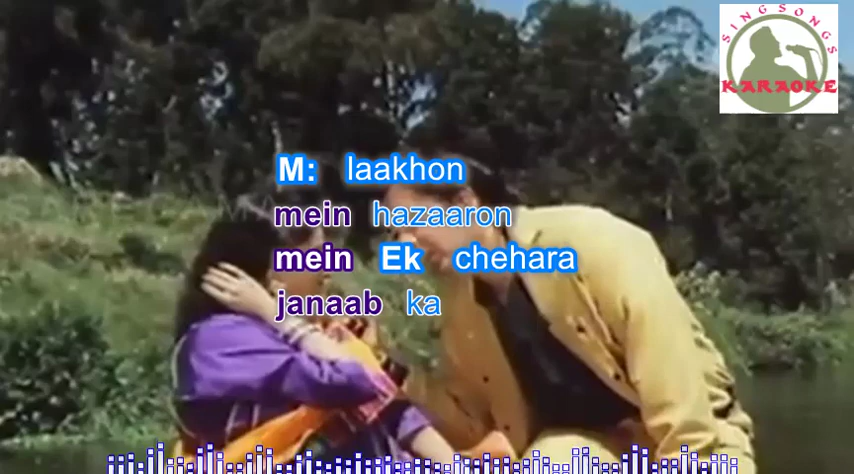 SINGSONGS
KARAOKE
M: laakhon
mein hazaaron
mein Ek chehara
janaab ka